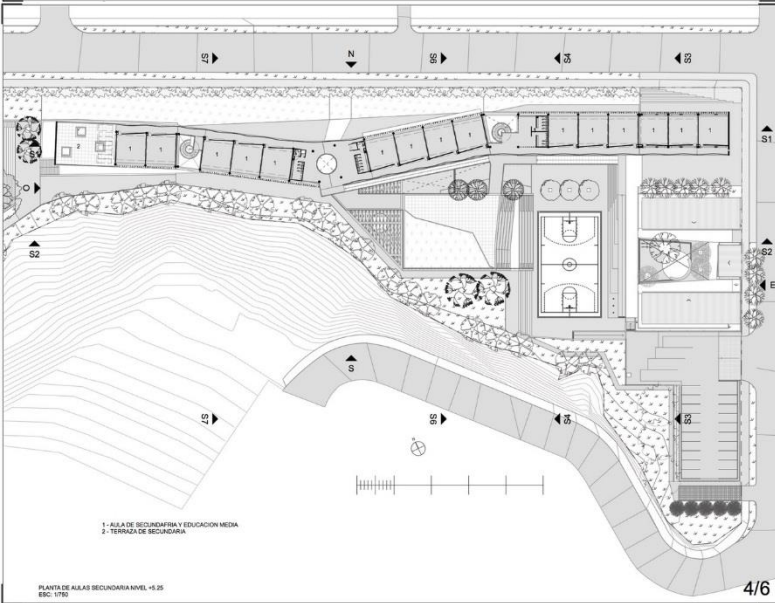 S7
N
S6
S4
S3
1
1
1
1
1
1
1
1
1
1
S1
2
1
1
1
1
1
O
S2
S2
E
S
S7
S6
S4
S3
1 - AULA DE SECUNDAFRIA Y EDUCACION MEDIA
2 - TERRAZA DE SECUNDARIA
PLANTA DE AULAS SECUNDARIA NIVEL +5.25
ESC: 1/750
4/6